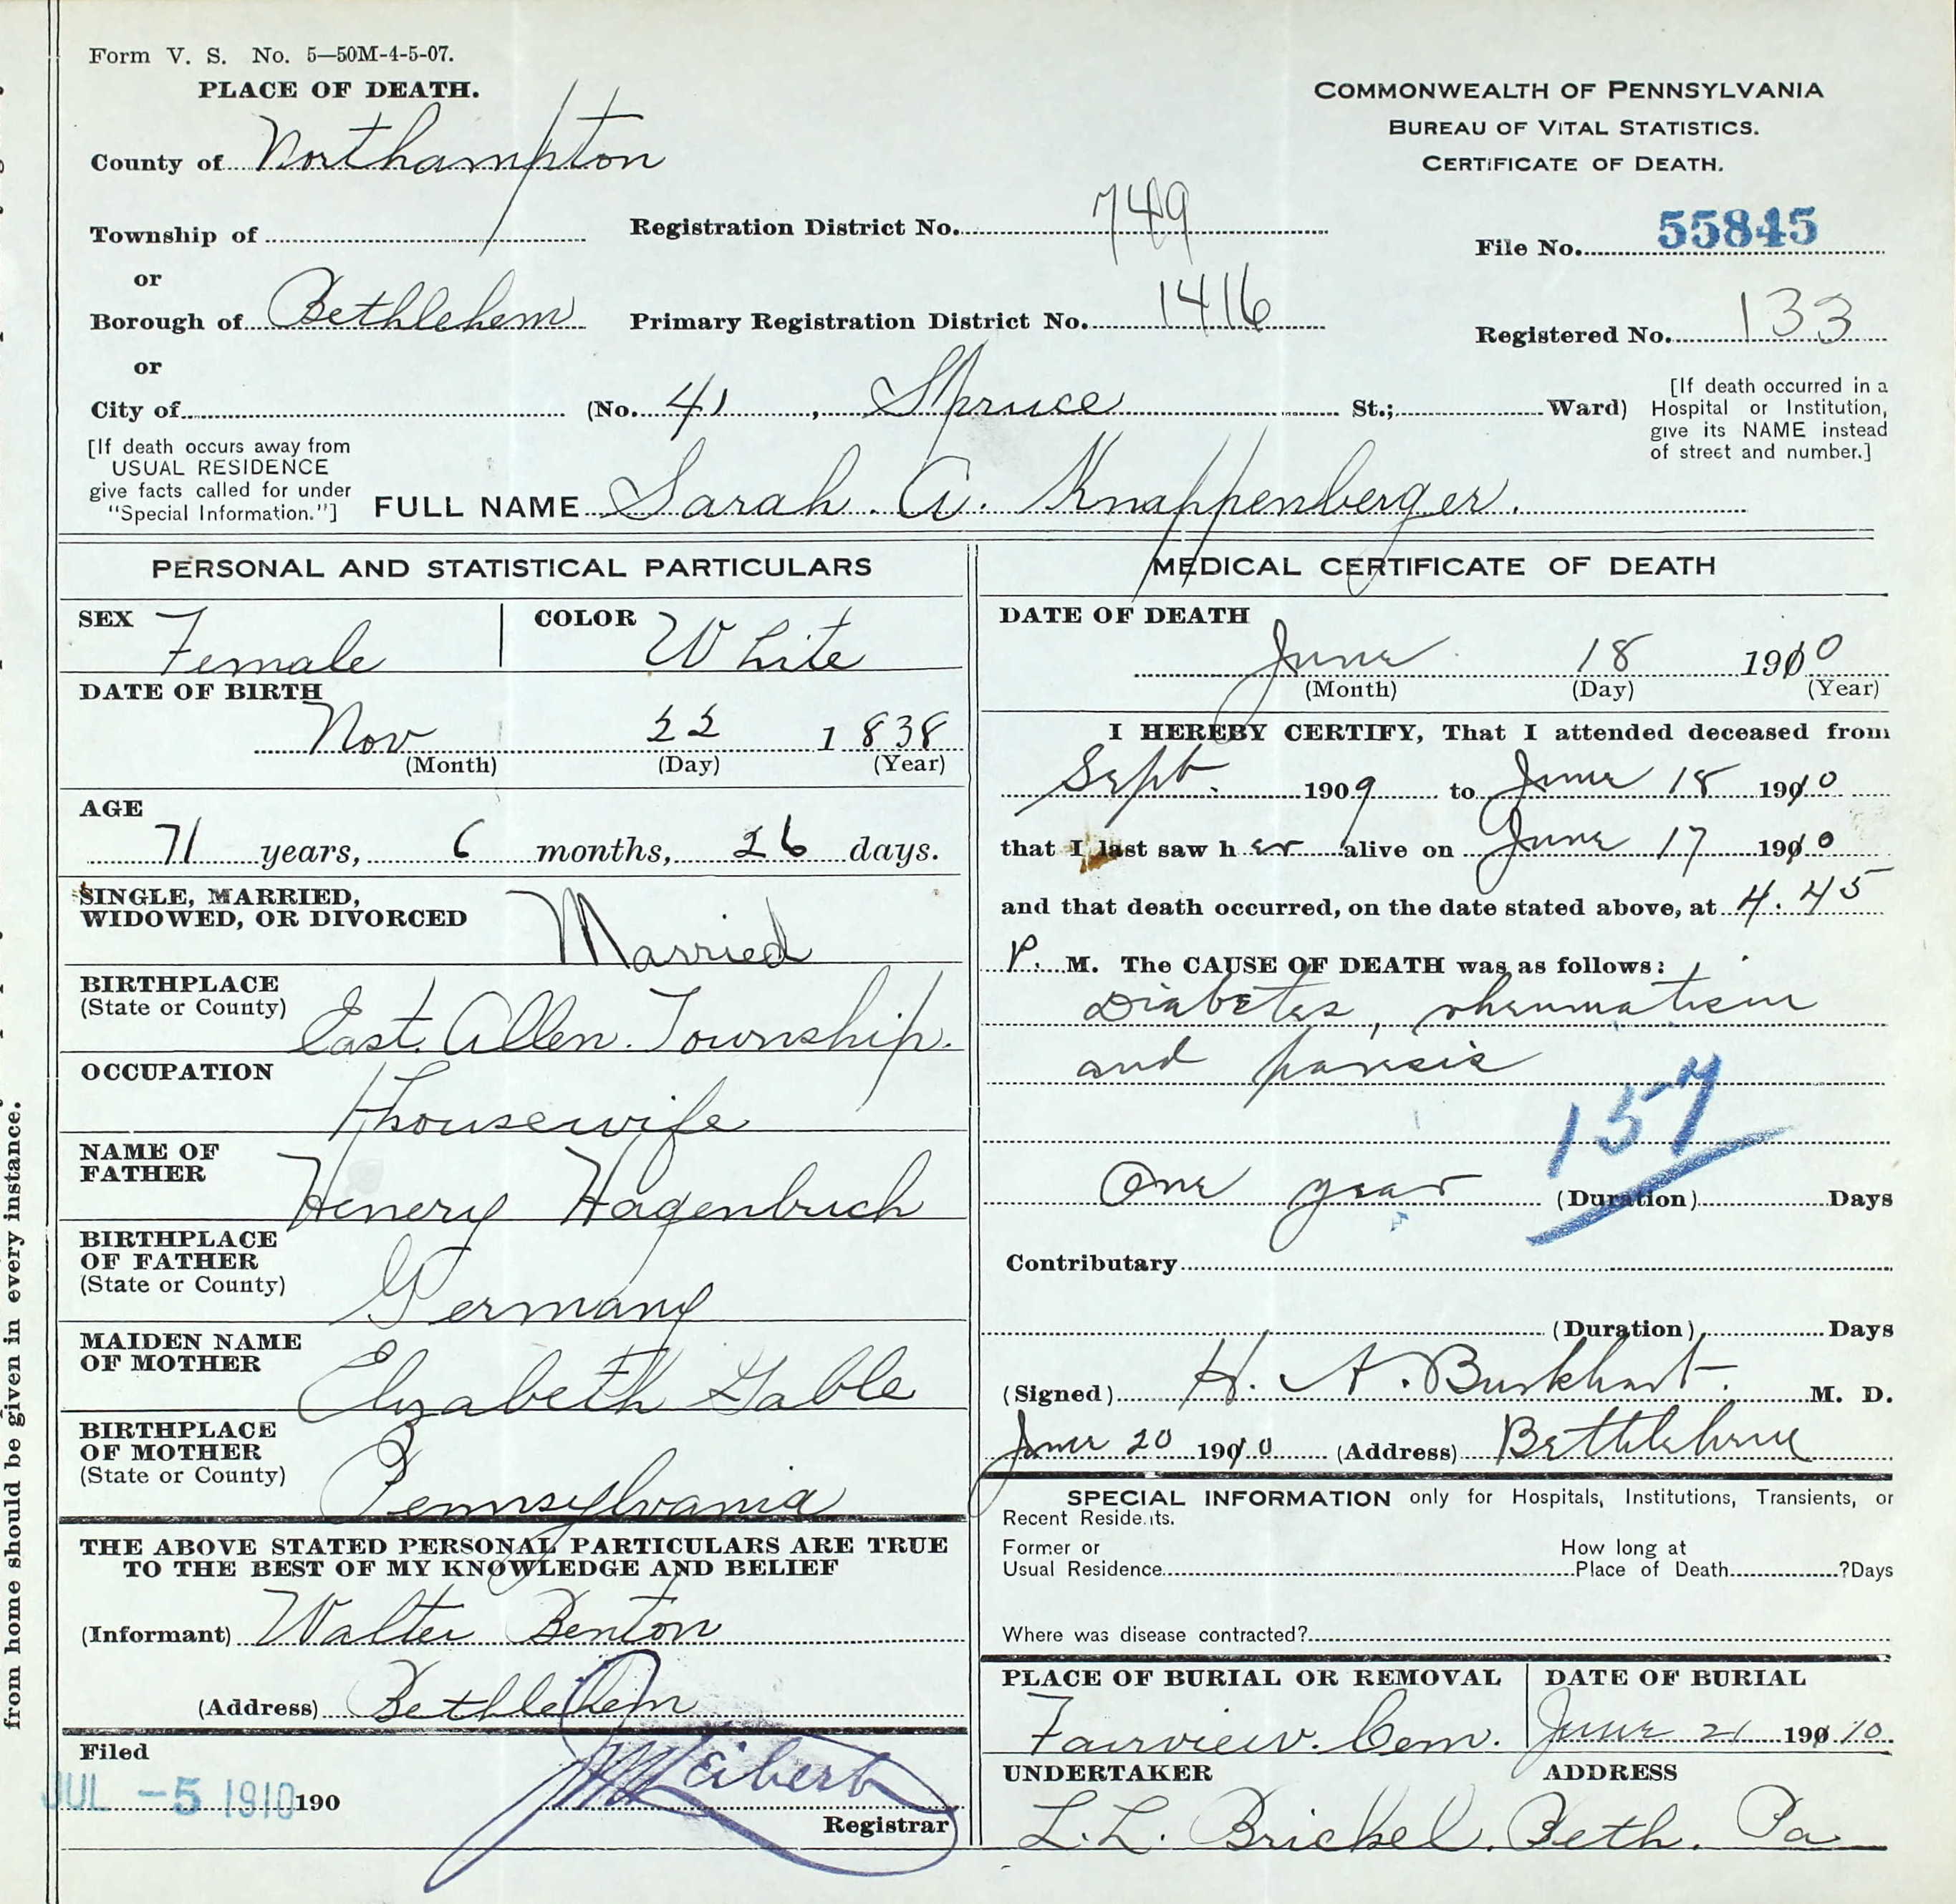 Form V. S. No. 5—50M-4-5-07.
PLACE OF DEATH.
COMMONWEALTH OF PENNSYLVANIA
BUREAU OF VITAL STATISTICS.
CERTIFICATE OF DEATH.
County of Northampton
Township of
Registration District No. 749
File No. 55845
or
Borough of Bethlehem
Primary Registration District No. 1416
Registered No. 133
or
City of (No. 41, Spruce St.; Ward)
[If death occurred in a
Hospital or Institution,
give its NAME instead
of street and number.]
[If death occurs away from
USUAL RESIDENCE
give facts called for under
"Special Information."]
FULL NAME Sarah. A. Knappenberger.
PERSONAL AND STATISTICAL PARTICULARS
SEX Female
COLOR White
DATE OF BIRTH
Nov 22 1838
(Month) (Day) (Year)
AGE
71 years, 6 months, 26 days.
SINGLE, MARRIED,
WIDOWED, OR DIVORCED Married
BIRTHPLACE
(State or County) East. Allen. Township.
OCCUPATION
Housewife
NAME OF
FATHER Henery Hagenbuch
BIRTHPLACE
OF FATHER
(State or County) Germany
MAIDEN NAME
OF MOTHER Elyzabeth Gable
BIRTHPLACE
OF MOTHER
(State or County) Pennsylvania
THE ABOVE STATED PERSONAL PARTICULARS ARE TRUE
TO THE BEST OF MY KNOWLEDGE AND BELIEF
(Informant) Walter Benton
(Address) Bethlehem
Filed
JUL -5 1910 190
Leibert
Registrar
MEDICAL CERTIFICATE OF DEATH
DATE OF DEATH
June 18 1910
(Month) (Day) (Year)
I HEREBY CERTIFY, That I attended deceased from
Sept. 1909 to June 18 1910
that I last saw her alive on June 17 1910
and that death occurred, on the date stated above, at 4.45
P. M. The CAUSE OF DEATH was as follows:
Diabetes, rheumatism
and paresis
157
One year (Duration) Days
Contributary
(Duration) Days
(Signed) H. A. Burkhart. M. D.
June 20 1910 (Address) Bethlehem
SPECIAL INFORMATION only for Hospitals, Institutions, Transients, or
Recent Residents.
Former or
Usual Residence
How long at
Place of Death ?Days
Where was disease contracted?
PLACE OF BURIAL OR REMOVAL
Fairview. Cem.
DATE OF BURIAL
June 21 190 10.
UNDERTAKER
L. L. Brickel.
ADDRESS
Beth. Pa
from home should be given in every instance.